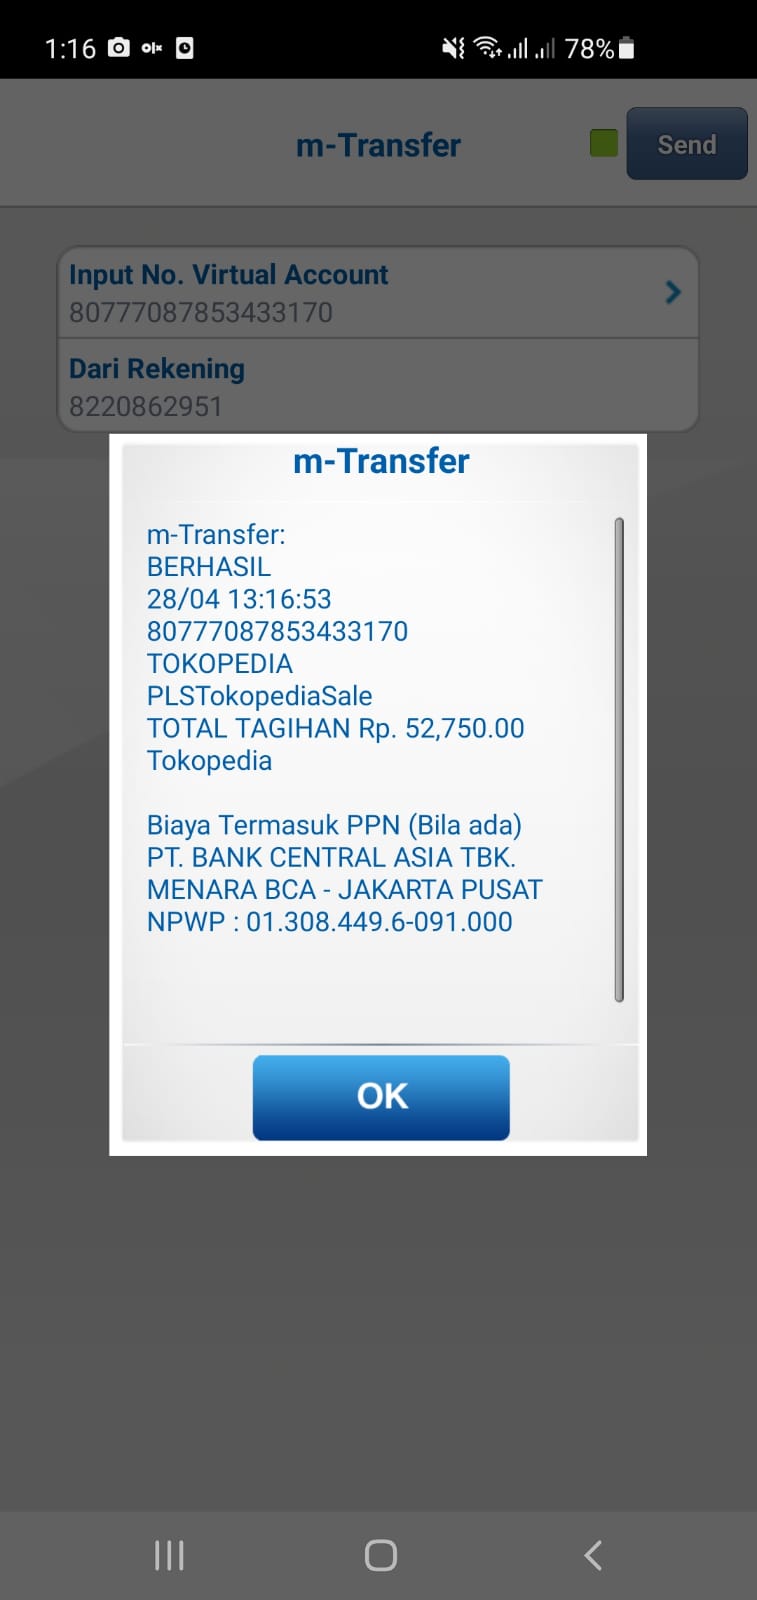 1:16
78%
m-Transfer
Send
Input No. Virtual Account
80777087853433170
Dari Rekening
8220862951
m-Transfer
m-Transfer:
BERHASIL
28/04 13:16:53
80777087853433170
TOKOPEDIA
PLSTokopediaSale
TOTAL TAGIHAN Rp. 52,750.00
Tokopedia
Biaya Termasuk PPN (Bila ada)
PT. BANK CENTRAL ASIA TBK.
MENARA BCA - JAKARTA PUSAT
NPWP : 01.308.449.6-091.000
OK